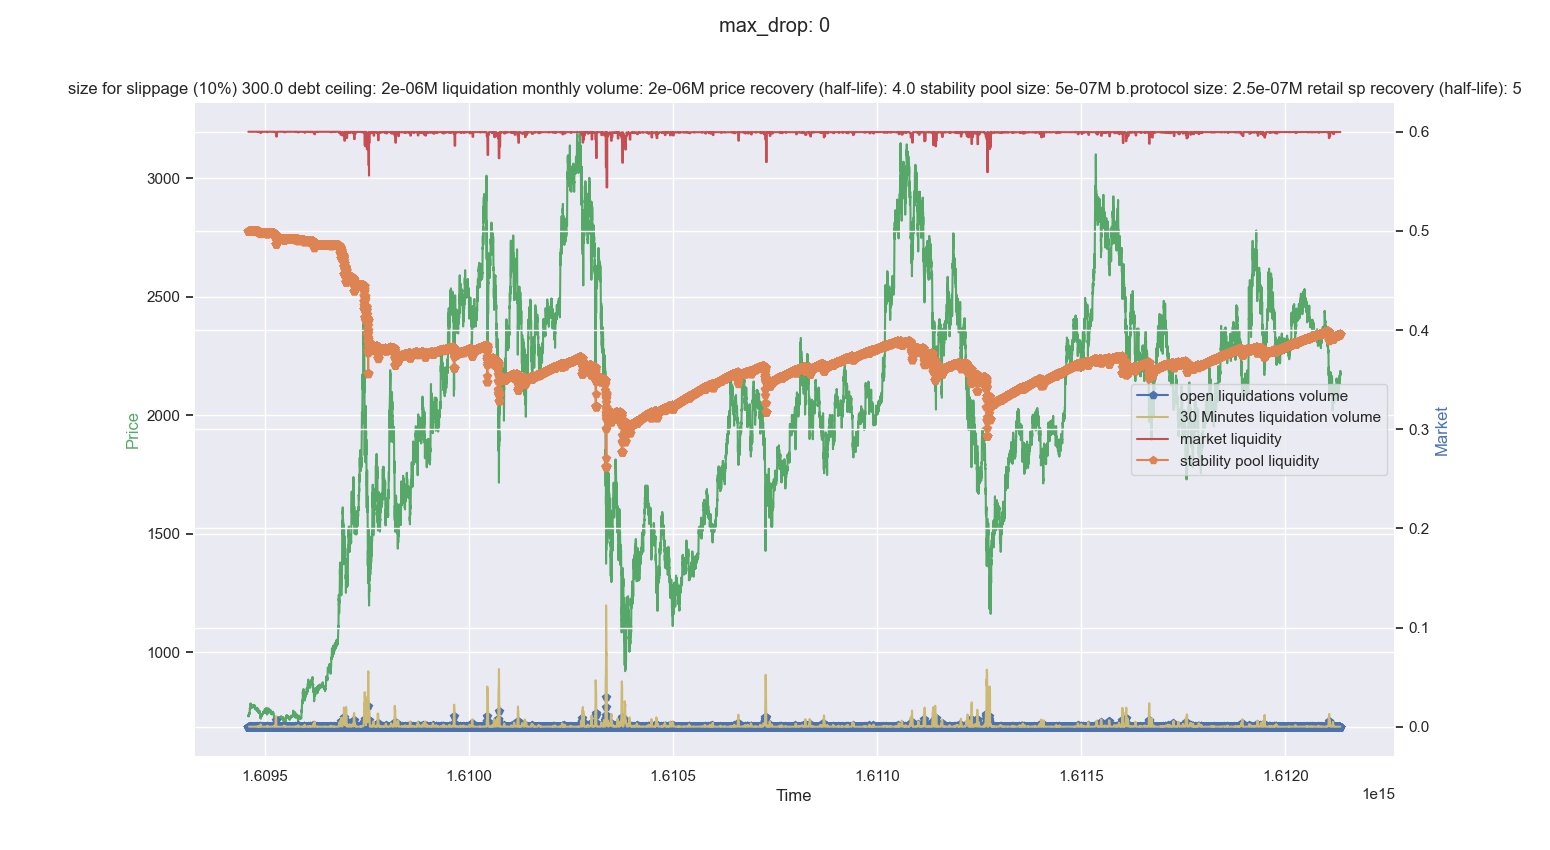 max_drop: 0
size for slippage (10%) 300.0 debt ceiling: 2e-06M liquidation monthly volume: 2e-06M price recovery (half-life): 4.0 stability pool size: 5e-07M b.protocol size: 2.5e-07M retail sp recovery (half-life): 5
3000
2500
2000
1500
1000
Price
0.6
0.5
0.4
0.3
0.2
0.1
0.0
Market
open liquidations volume
30 Minutes liquidation volume
market liquidity
stability pool liquidity
1.6095 1.6100 1.6105 1.6110 1.6115 1.6120
Time
1e15